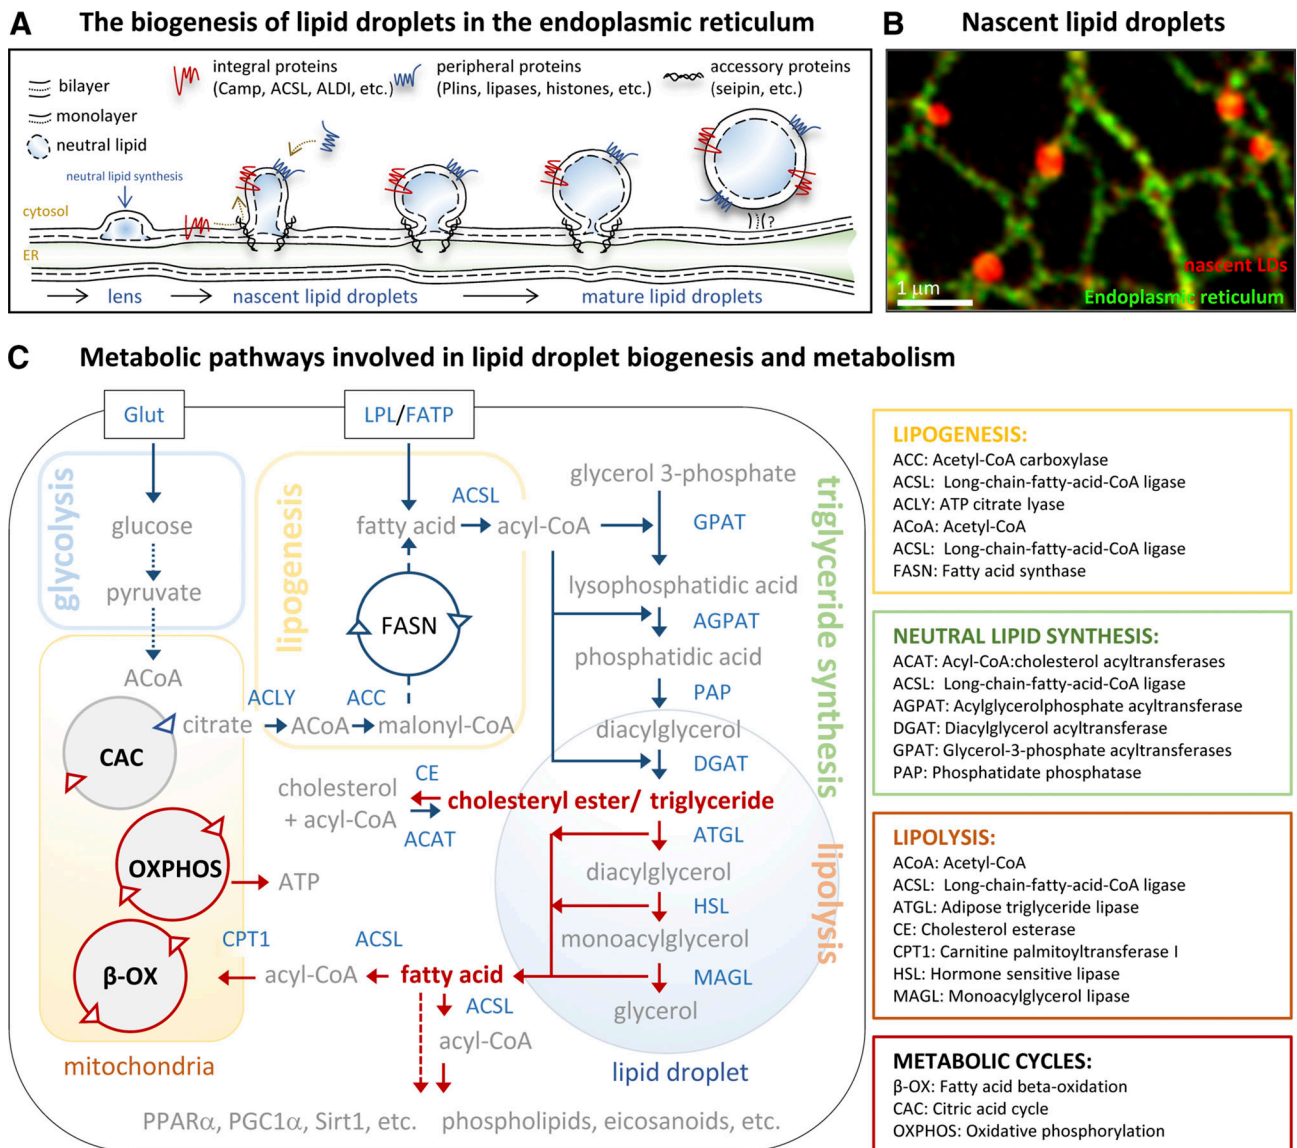 A The biogenesis of lipid droplets in the endoplasmic reticulum
bilayer
monolayer
neutral lipid
integral proteins
(Camp, ACSL, ALDI, etc.)
peripheral proteins
(Plins, lipases, histones, etc.)
accessory proteins
(seipin, etc.)
neutral lipid synthesis
cytosol
ER
?
lens
nascent lipid droplets
mature lipid droplets
B Nascent lipid droplets
nascent LDs
Endoplasmic reticulum
1 µm
C Metabolic pathways involved in lipid droplet biogenesis and metabolism
Glut
LPL/FATP
glycolysis
glucose
pyruvate
lipogenesis
fatty acid
ACSL
acyl-CoA
FASN
ACoA
citrate
ACLY
ACoA
ACC
malonyl-CoA
CAC
OXPHOS
ATP
β-OX
mitochondria
triglyceride synthesis
glycerol 3-phosphate
GPAT
lysophosphatidic acid
AGPAT
phosphatidic acid
PAP
diacylglycerol
DGAT
cholesterol
+ acyl-CoA
CE
ACAT
cholesteryl ester/ triglyceride
lipolysis
ATGL
diacylglycerol
HSL
monoacylglycerol
MAGL
glycerol
lipid droplet
CPT1
acyl-CoA
ACSL
fatty acid
ACSL
acyl-CoA
PPARα, PGC1α, Sirt1, etc.
phospholipids, eicosanoids, etc.
LIPOGENESIS:
ACC: Acetyl-CoA carboxylase
ACSL: Long-chain-fatty-acid-CoA ligase
ACLY: ATP citrate lyase
ACoA: Acetyl-CoA
ACSL: Long-chain-fatty-acid-CoA ligase
FASN: Fatty acid synthase
NEUTRAL LIPID SYNTHESIS:
ACAT: Acyl-CoA:cholesterol acyltransferases
ACSL: Long-chain-fatty-acid-CoA ligase
AGPAT: Acylglycerolphosphate acyltransferase
DGAT: Diacylglycerol acyltransferase
GPAT: Glycerol-3-phosphate acyltransferases
PAP: Phosphatidate phosphatase
LIPOLYSIS:
ACoA: Acetyl-CoA
ACSL: Long-chain-fatty-acid-CoA ligase
ATGL: Adipose triglyceride lipase
CE: Cholesterol esterase
CPT1: Carnitine palmitoyltransferase I
HSL: Hormone sensitive lipase
MAGL: Monoacylglycerol lipase
METABOLIC CYCLES:
β-OX: Fatty acid beta-oxidation
CAC: Citric acid cycle
OXPHOS: Oxidative phosphorylation